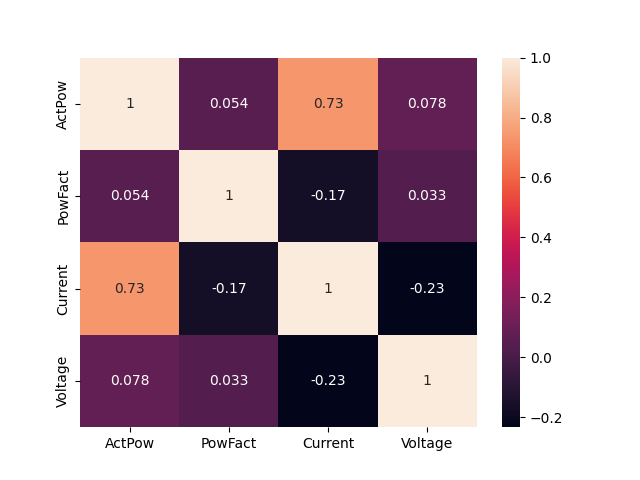 ActPow 1 0.054 0.73 0.078
PowFact 0.054 1 -0.17 0.033
Current 0.73 -0.17 1 -0.23
Voltage 0.078 0.033 -0.23 1
ActPow PowFact Current Voltage
1.0
0.8
0.6
0.4
0.2
0.0
−0.2